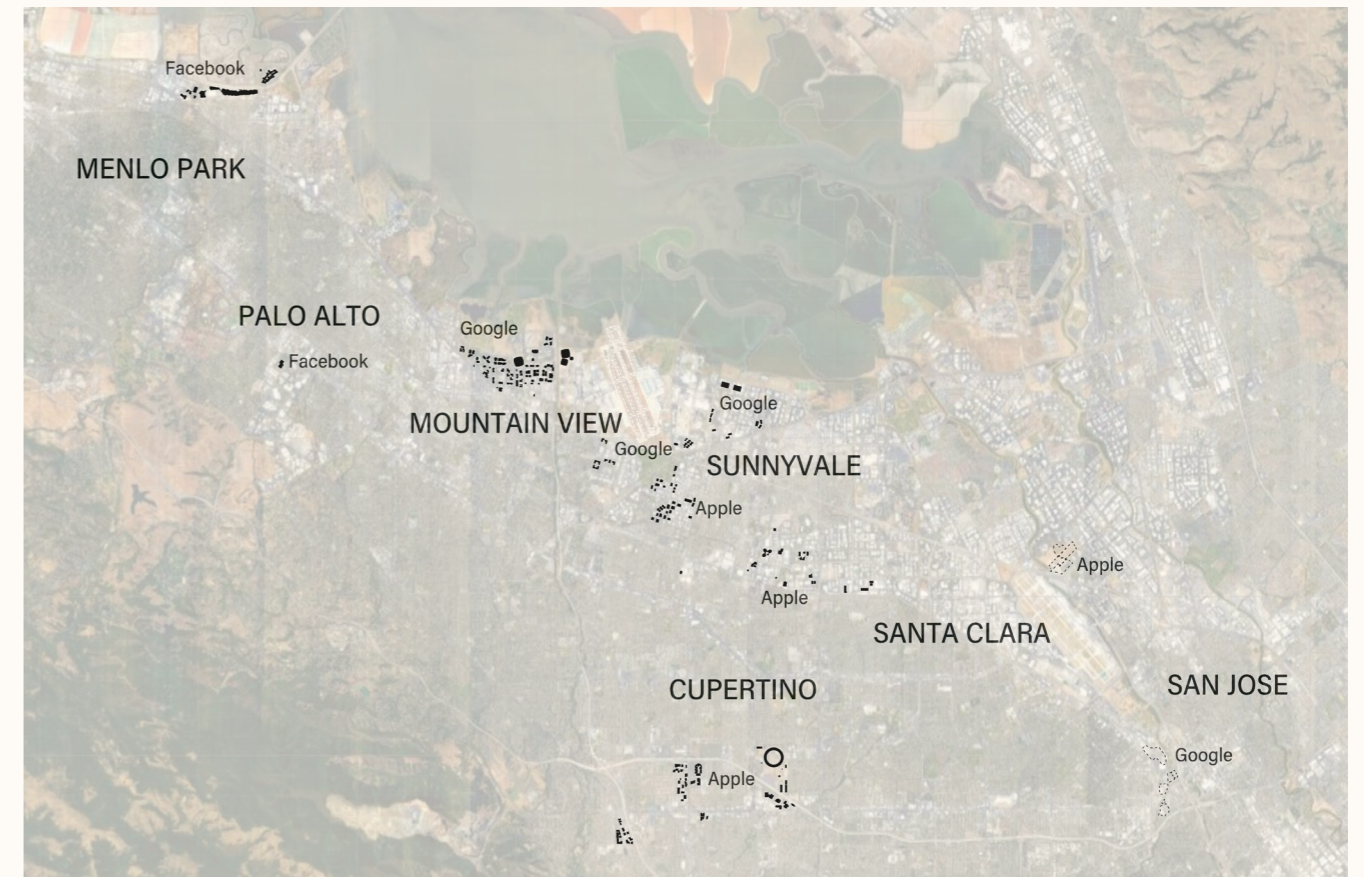 Facebook
MENLO PARK
PALO ALTO
Google
Facebook
Google
MOUNTAIN VIEW
Google
SUNNYVALE
Apple
Apple
Apple
SANTA CLARA
SAN JOSE
CUPERTINO
Google
Apple